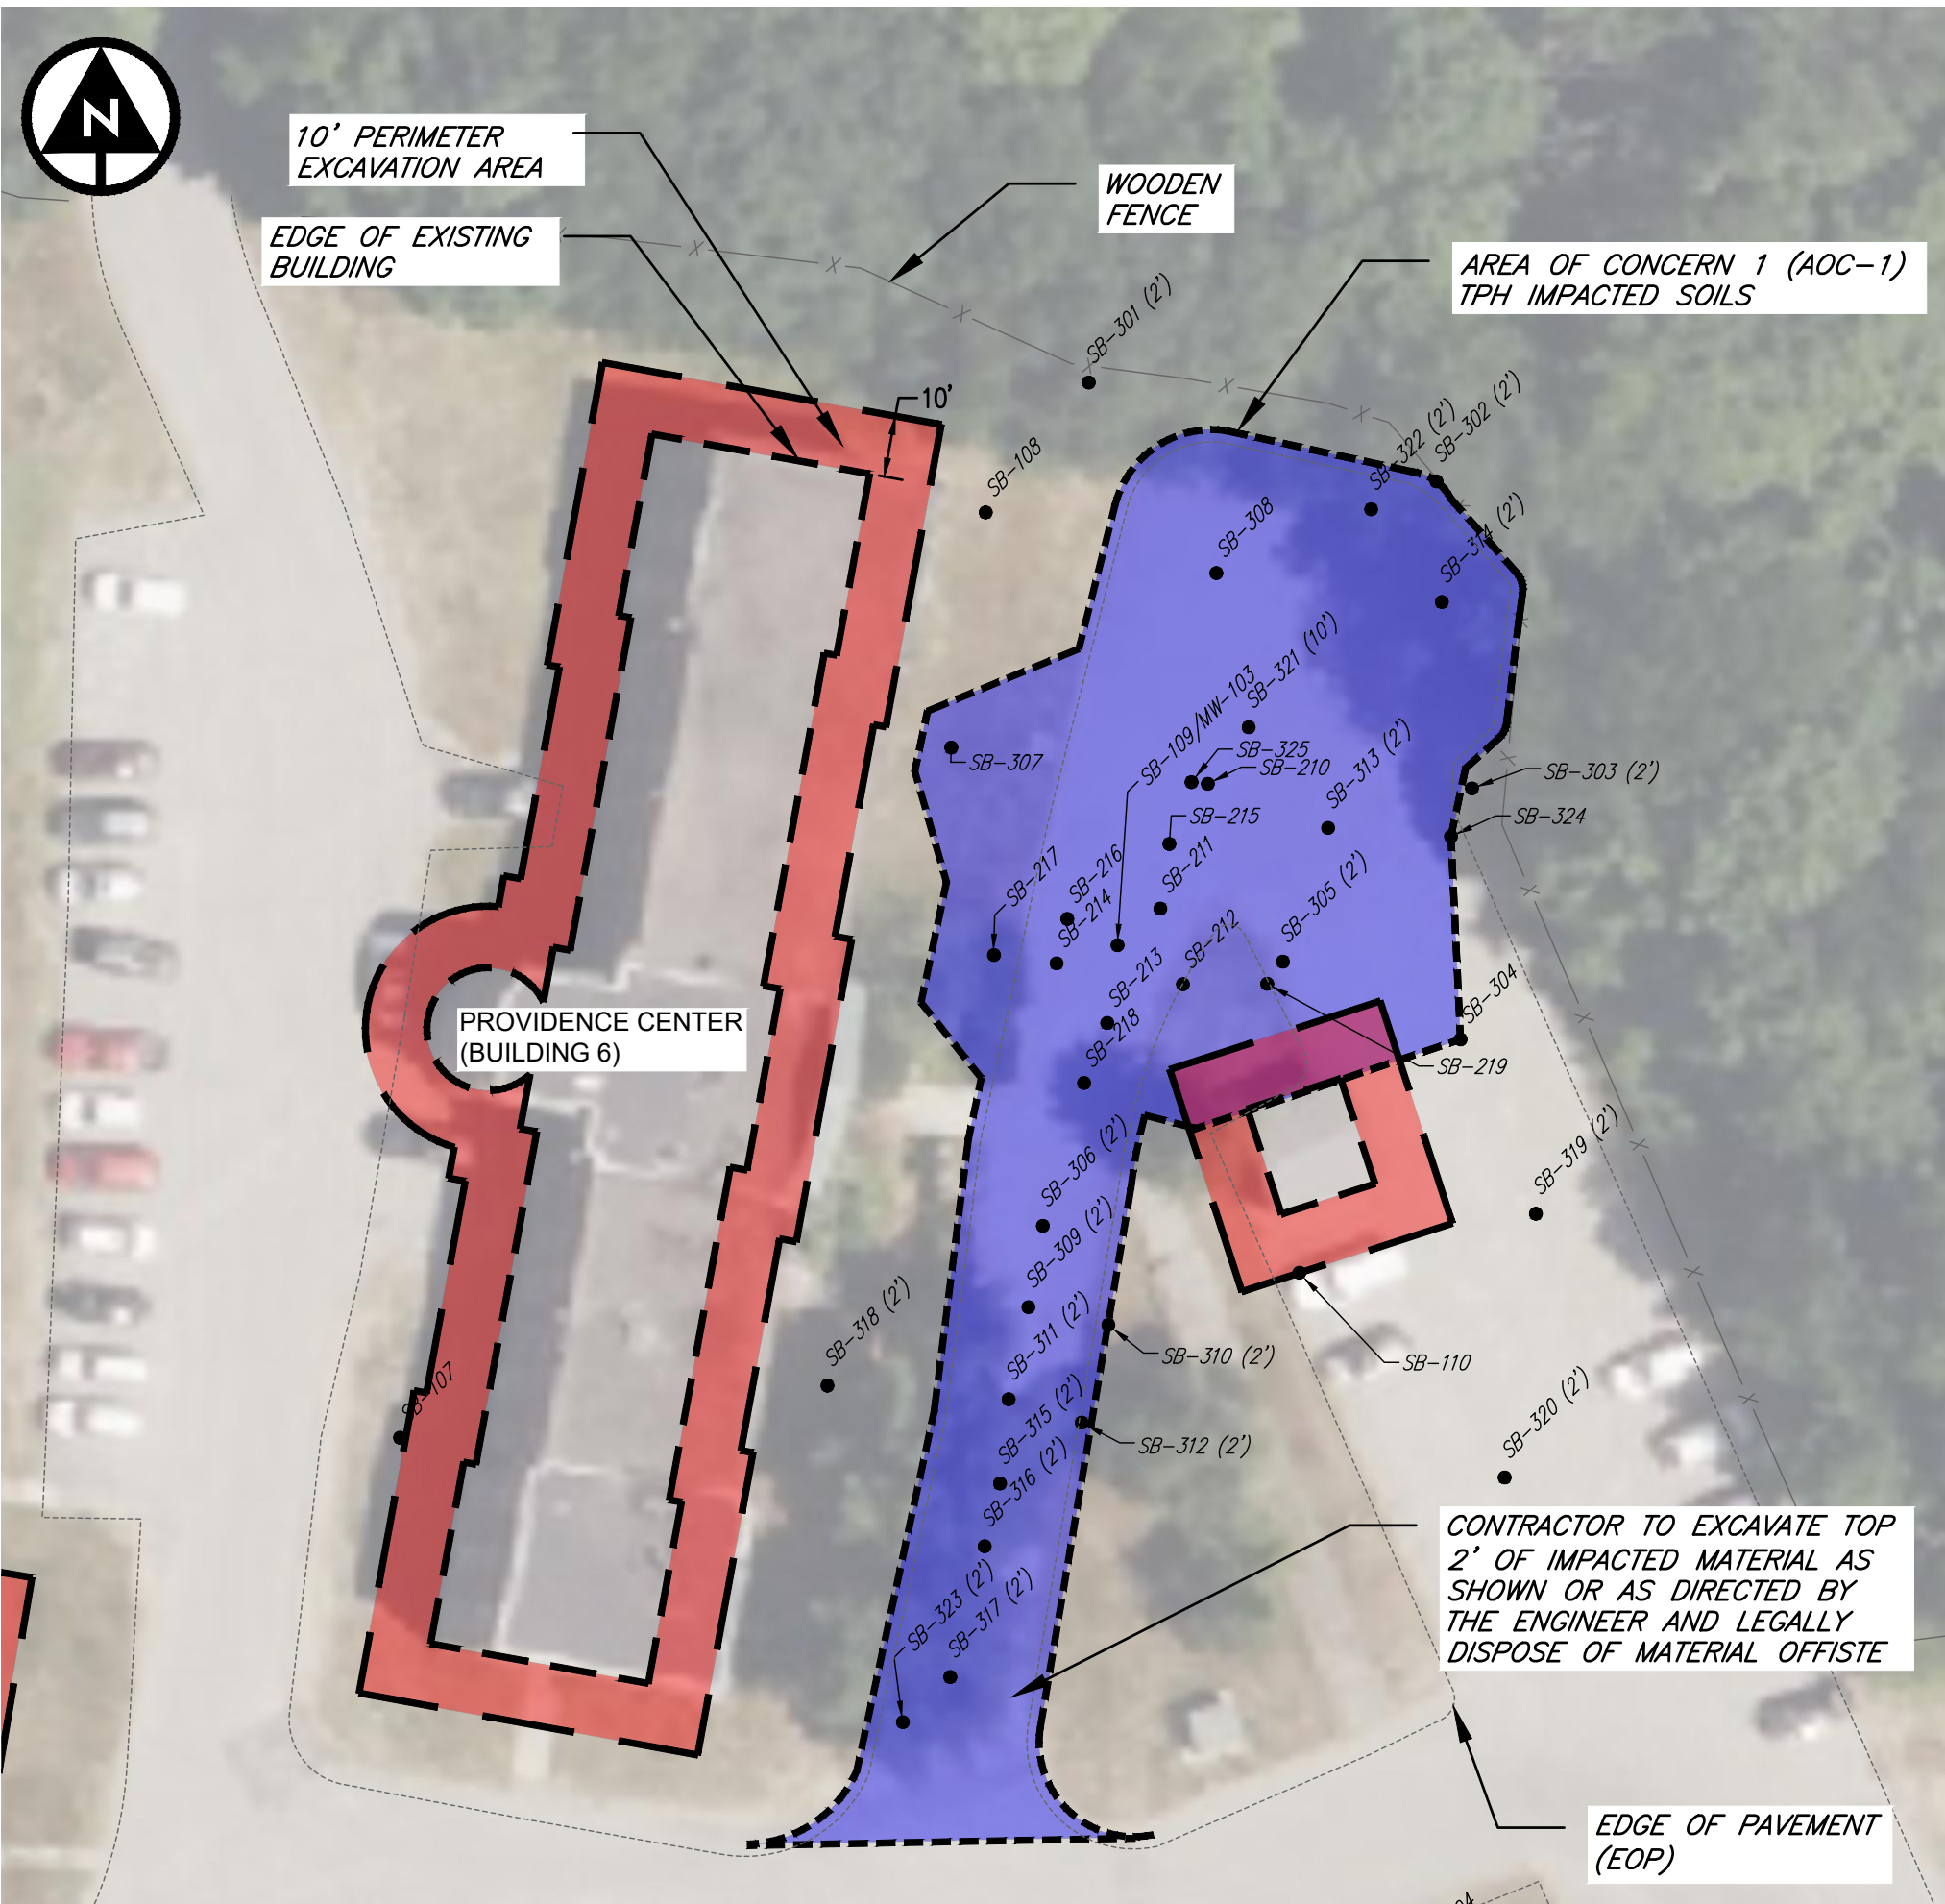 N
10' PERIMETER
EXCAVATION AREA
WOODEN
FENCE
EDGE OF EXISTING
BUILDING
AREA OF CONCERN 1 (AOC-1)
TPH IMPACTED SOILS
SB-301 (2')
10'
SB-322 (2')
SB-302 (2')
SB-108
SB-308
SB-314 (2')
SB-321 (10')
SB-109/MW-103
SB-307
SB-325
SB-210
SB-313 (2')
SB-303 (2')
SB-215
SB-324
SB-217
SB-216
SB-211
SB-305 (2')
SB-214
SB-212
SB-213
SB-304
PROVIDENCE CENTER
(BUILDING 6)
SB-218
SB-219
SB-306 (2')
SB-319 (2')
SB-309 (2')
SB-318 (2')
SB-311 (2')
SB-310 (2')
SB-110
SB-107
SB-315 (2')
SB-312 (2')
SB-320 (2')
SB-316 (2')
CONTRACTOR TO EXCAVATE TOP
2' OF IMPACTED MATERIAL AS
SHOWN OR AS DIRECTED BY
THE ENGINEER AND LEGALLY
DISPOSE OF MATERIAL OFFISTE
SB-323 (2')
SB-317 (2')
EDGE OF PAVEMENT
(EOP)